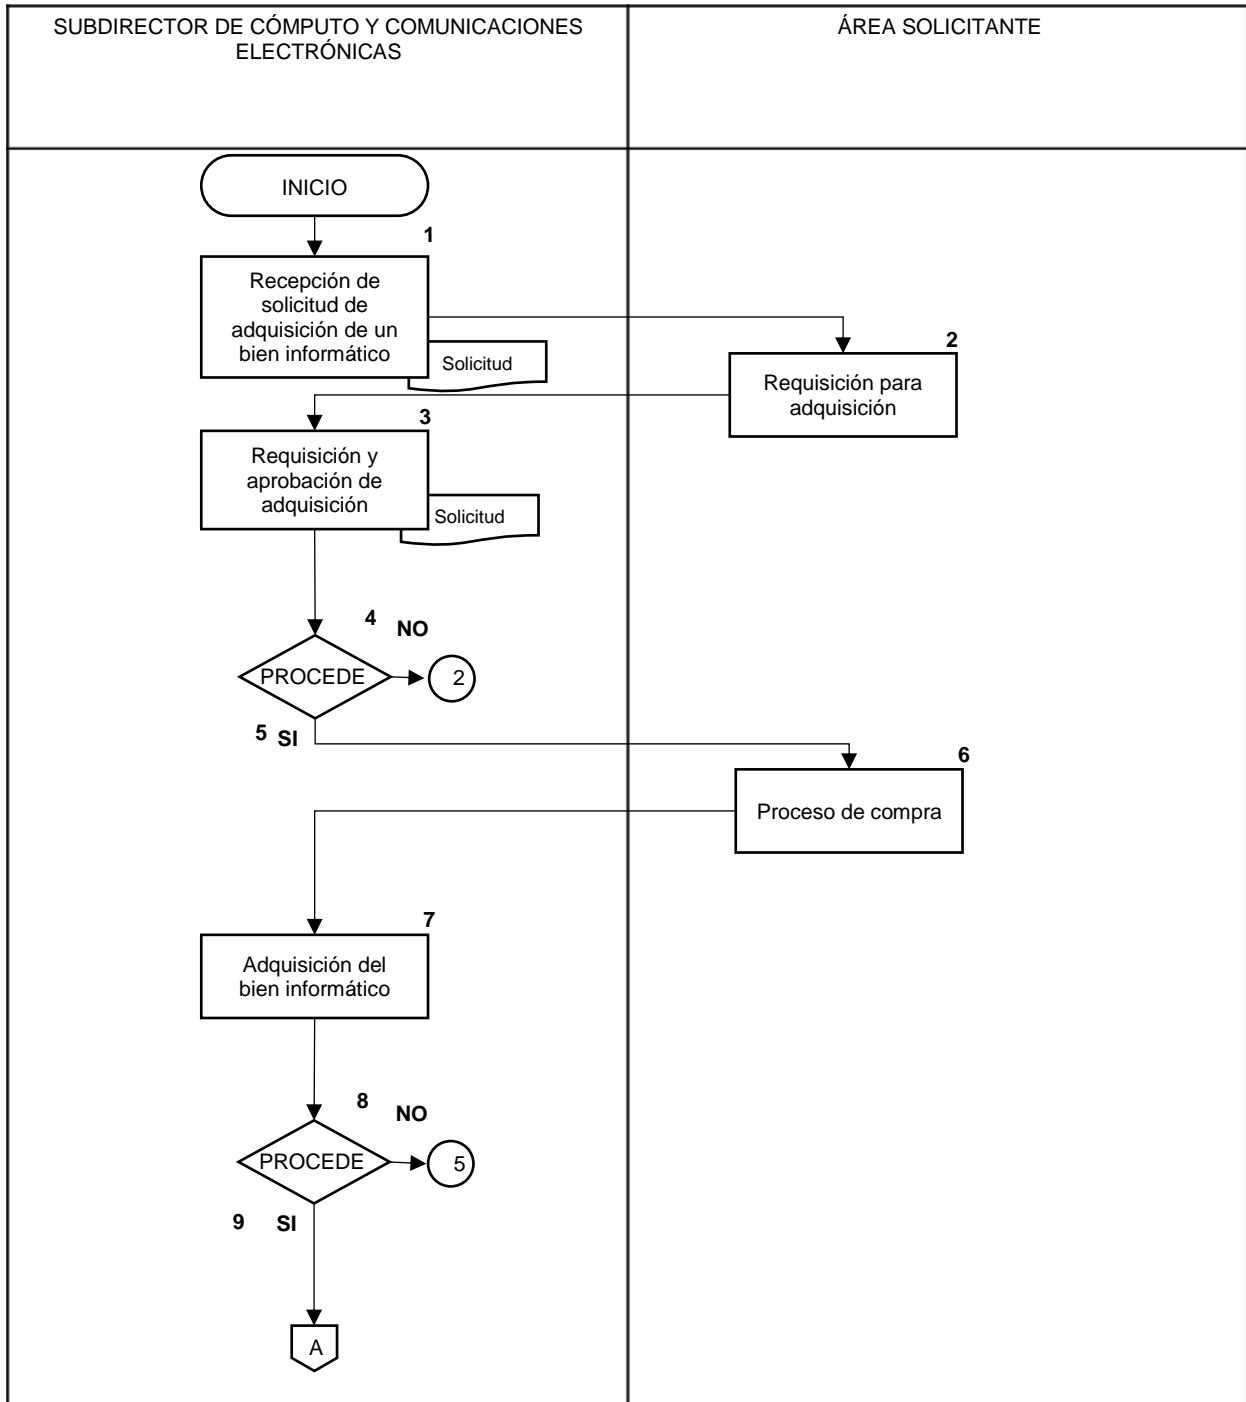 SUBDIRECTOR DE CÓMPUTO Y COMUNICACIONES
ELECTRÓNICAS
ÁREA SOLICITANTE
INICIO
1
Recepción de
solicitud de
adquisición de un
bien informático
Solicitud
2
Requisición para
adquisición
3
Requisición y
aprobación de
adquisición
Solicitud
4
NO
PROCEDE
2
5 SI
6
Proceso de compra
7
Adquisición del
bien informático
8
NO
PROCEDE
5
9 SI
A